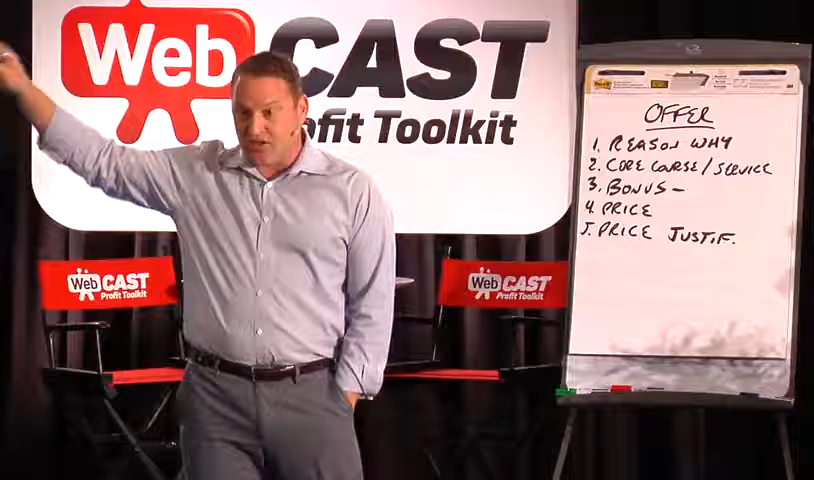 Web CAST
Profit Toolkit
OFFER
1. REASON WHY
2. CORE COURSE/SERVICE
3. BONUS-
4. PRICE
5. PRICE JUSTIF.
Web CAST
Profit Toolkit
Web CAST
Profit Toolkit